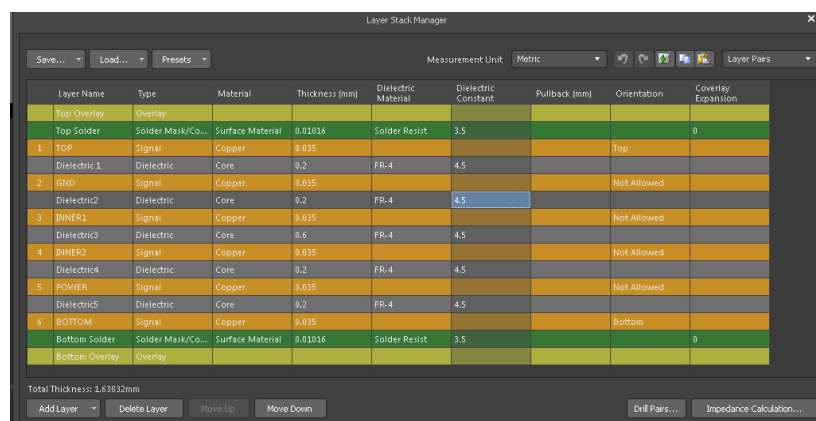 Layer Stack Manager
Save... Load... Presets Measurement Unit Metric Layer Pairs
Layer Name Type Material Thickness (mm) Dielectric Material Dielectric Constant Pullback (mm) Orientation Coverlay Expansion
Top Overlay Overlay
Top Solder Solder Mask/Co... Surface Material 0.01016 Solder Resist 3.5 0
1 TOP Signal Copper 0.035 Top
Dielectric 1 Dielectric Core 0.2 FR-4 4.5
2 GND Signal Copper 0.035 Not Allowed
Dielectric2 Dielectric Core 0.2 FR-4 4.5
3 INNER1 Signal Copper 0.035 Not Allowed
Dielectric3 Dielectric Core 0.6 FR-4 4.5
4 INNER2 Signal Copper 0.035 Not Allowed
Dielectric4 Dielectric Core 0.2 FR-4 4.5
5 POWER Signal Copper 0.035 Not Allowed
Dielectric5 Dielectric Core 0.2 FR-4 4.5
6 BOTTOM Signal Copper 0.035 Bottom
Bottom Solder Solder Mask/Co... Surface Material 0.01016 Solder Resist 3.5 0
Bottom Overlay Overlay
Total Thickness: 1.63032mm
Add Layer Delete Layer Move Up Move Down Drill Pairs... Impedance Calculation...